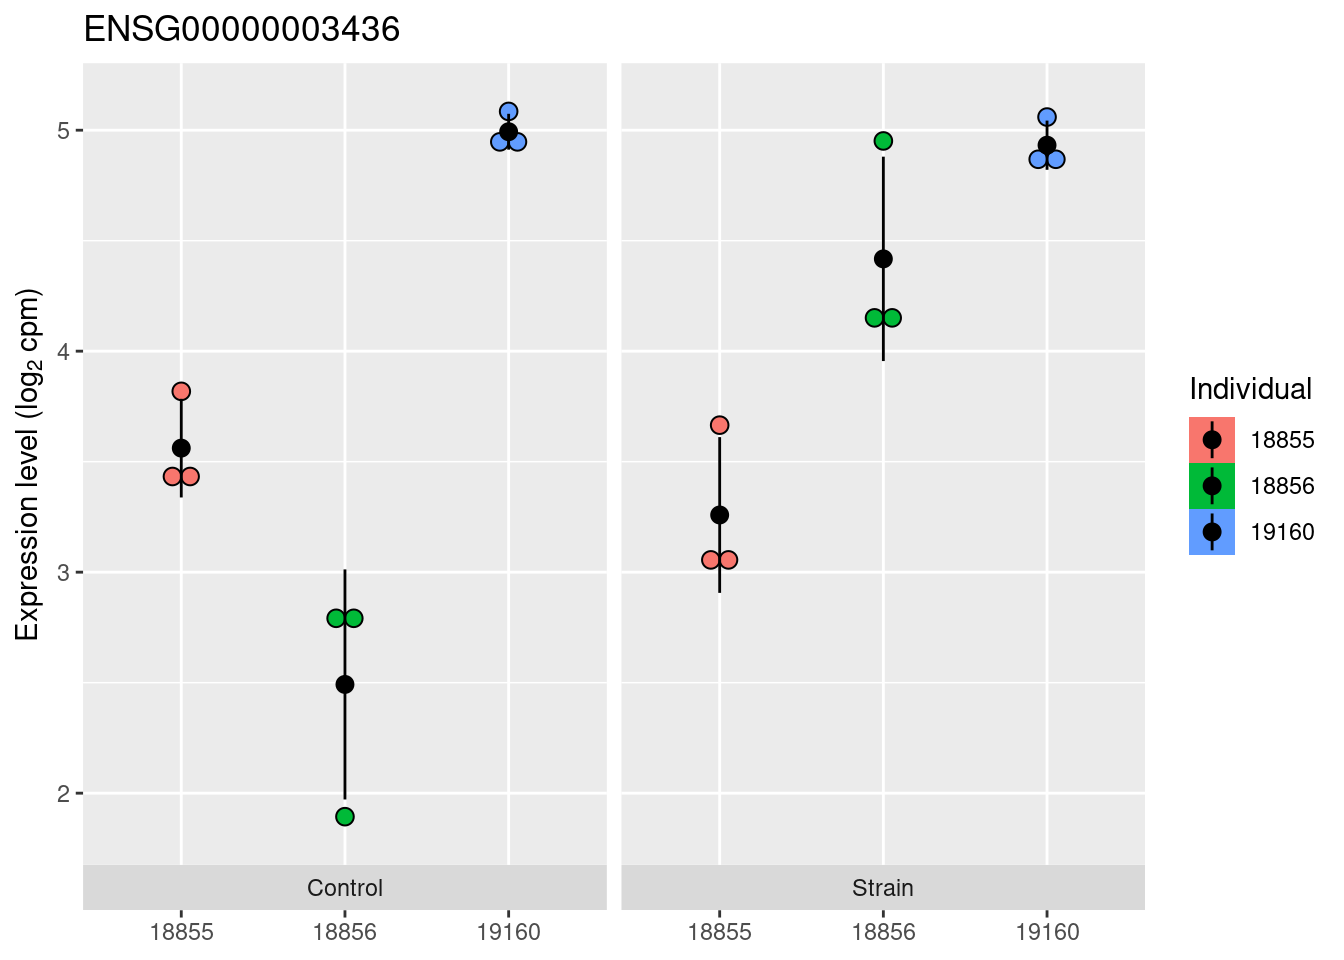 ENSG00000003436
Expression level (log₂ cpm)
5
4
3
2
Control
Strain
18855
18856
19160
18855
18856
19160
Individual
18855
18856
19160